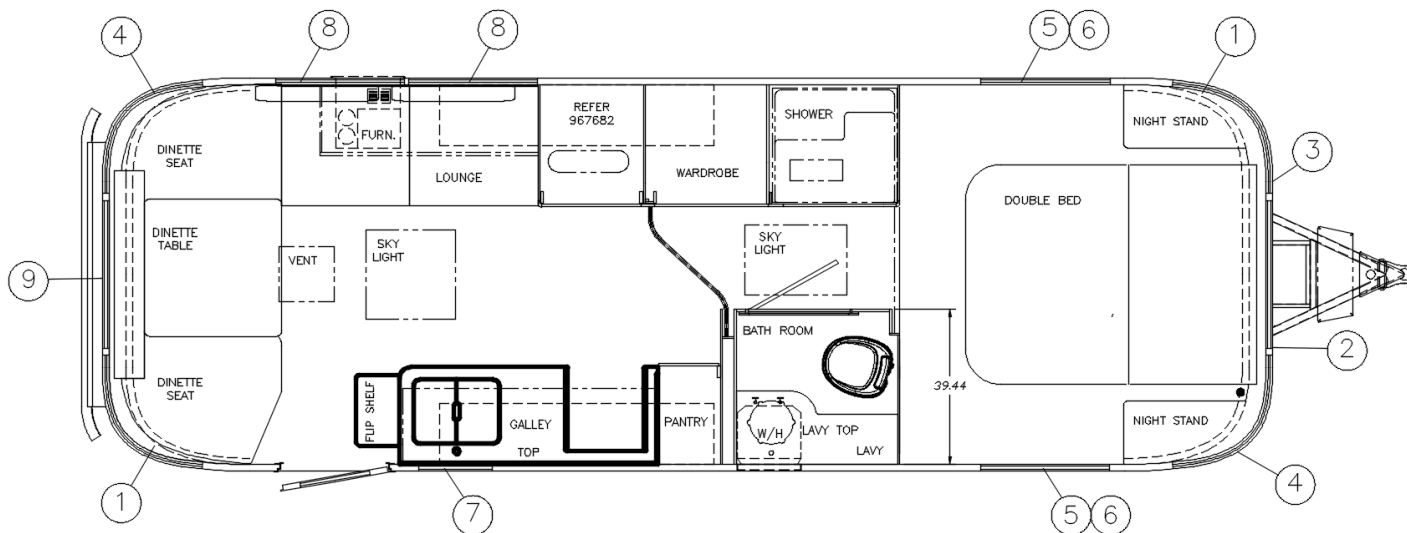 4
8
8
5
6
1
DINETTE
SEAT
FURN.
LOUNGE
REFER
967682
WARDROBE
SHOWER
NIGHT STAND
3
DINETTE
TABLE
VENT
SKY
LIGHT
SKY
LIGHT
DOUBLE BED
9
BATH ROOM
39.44
2
DINETTE
SEAT
FLIP SHELF
GALLEY
TOP
PANTRY
W/H
LAVY TOP
LAVY
NIGHT STAND
1
7
5
6
4